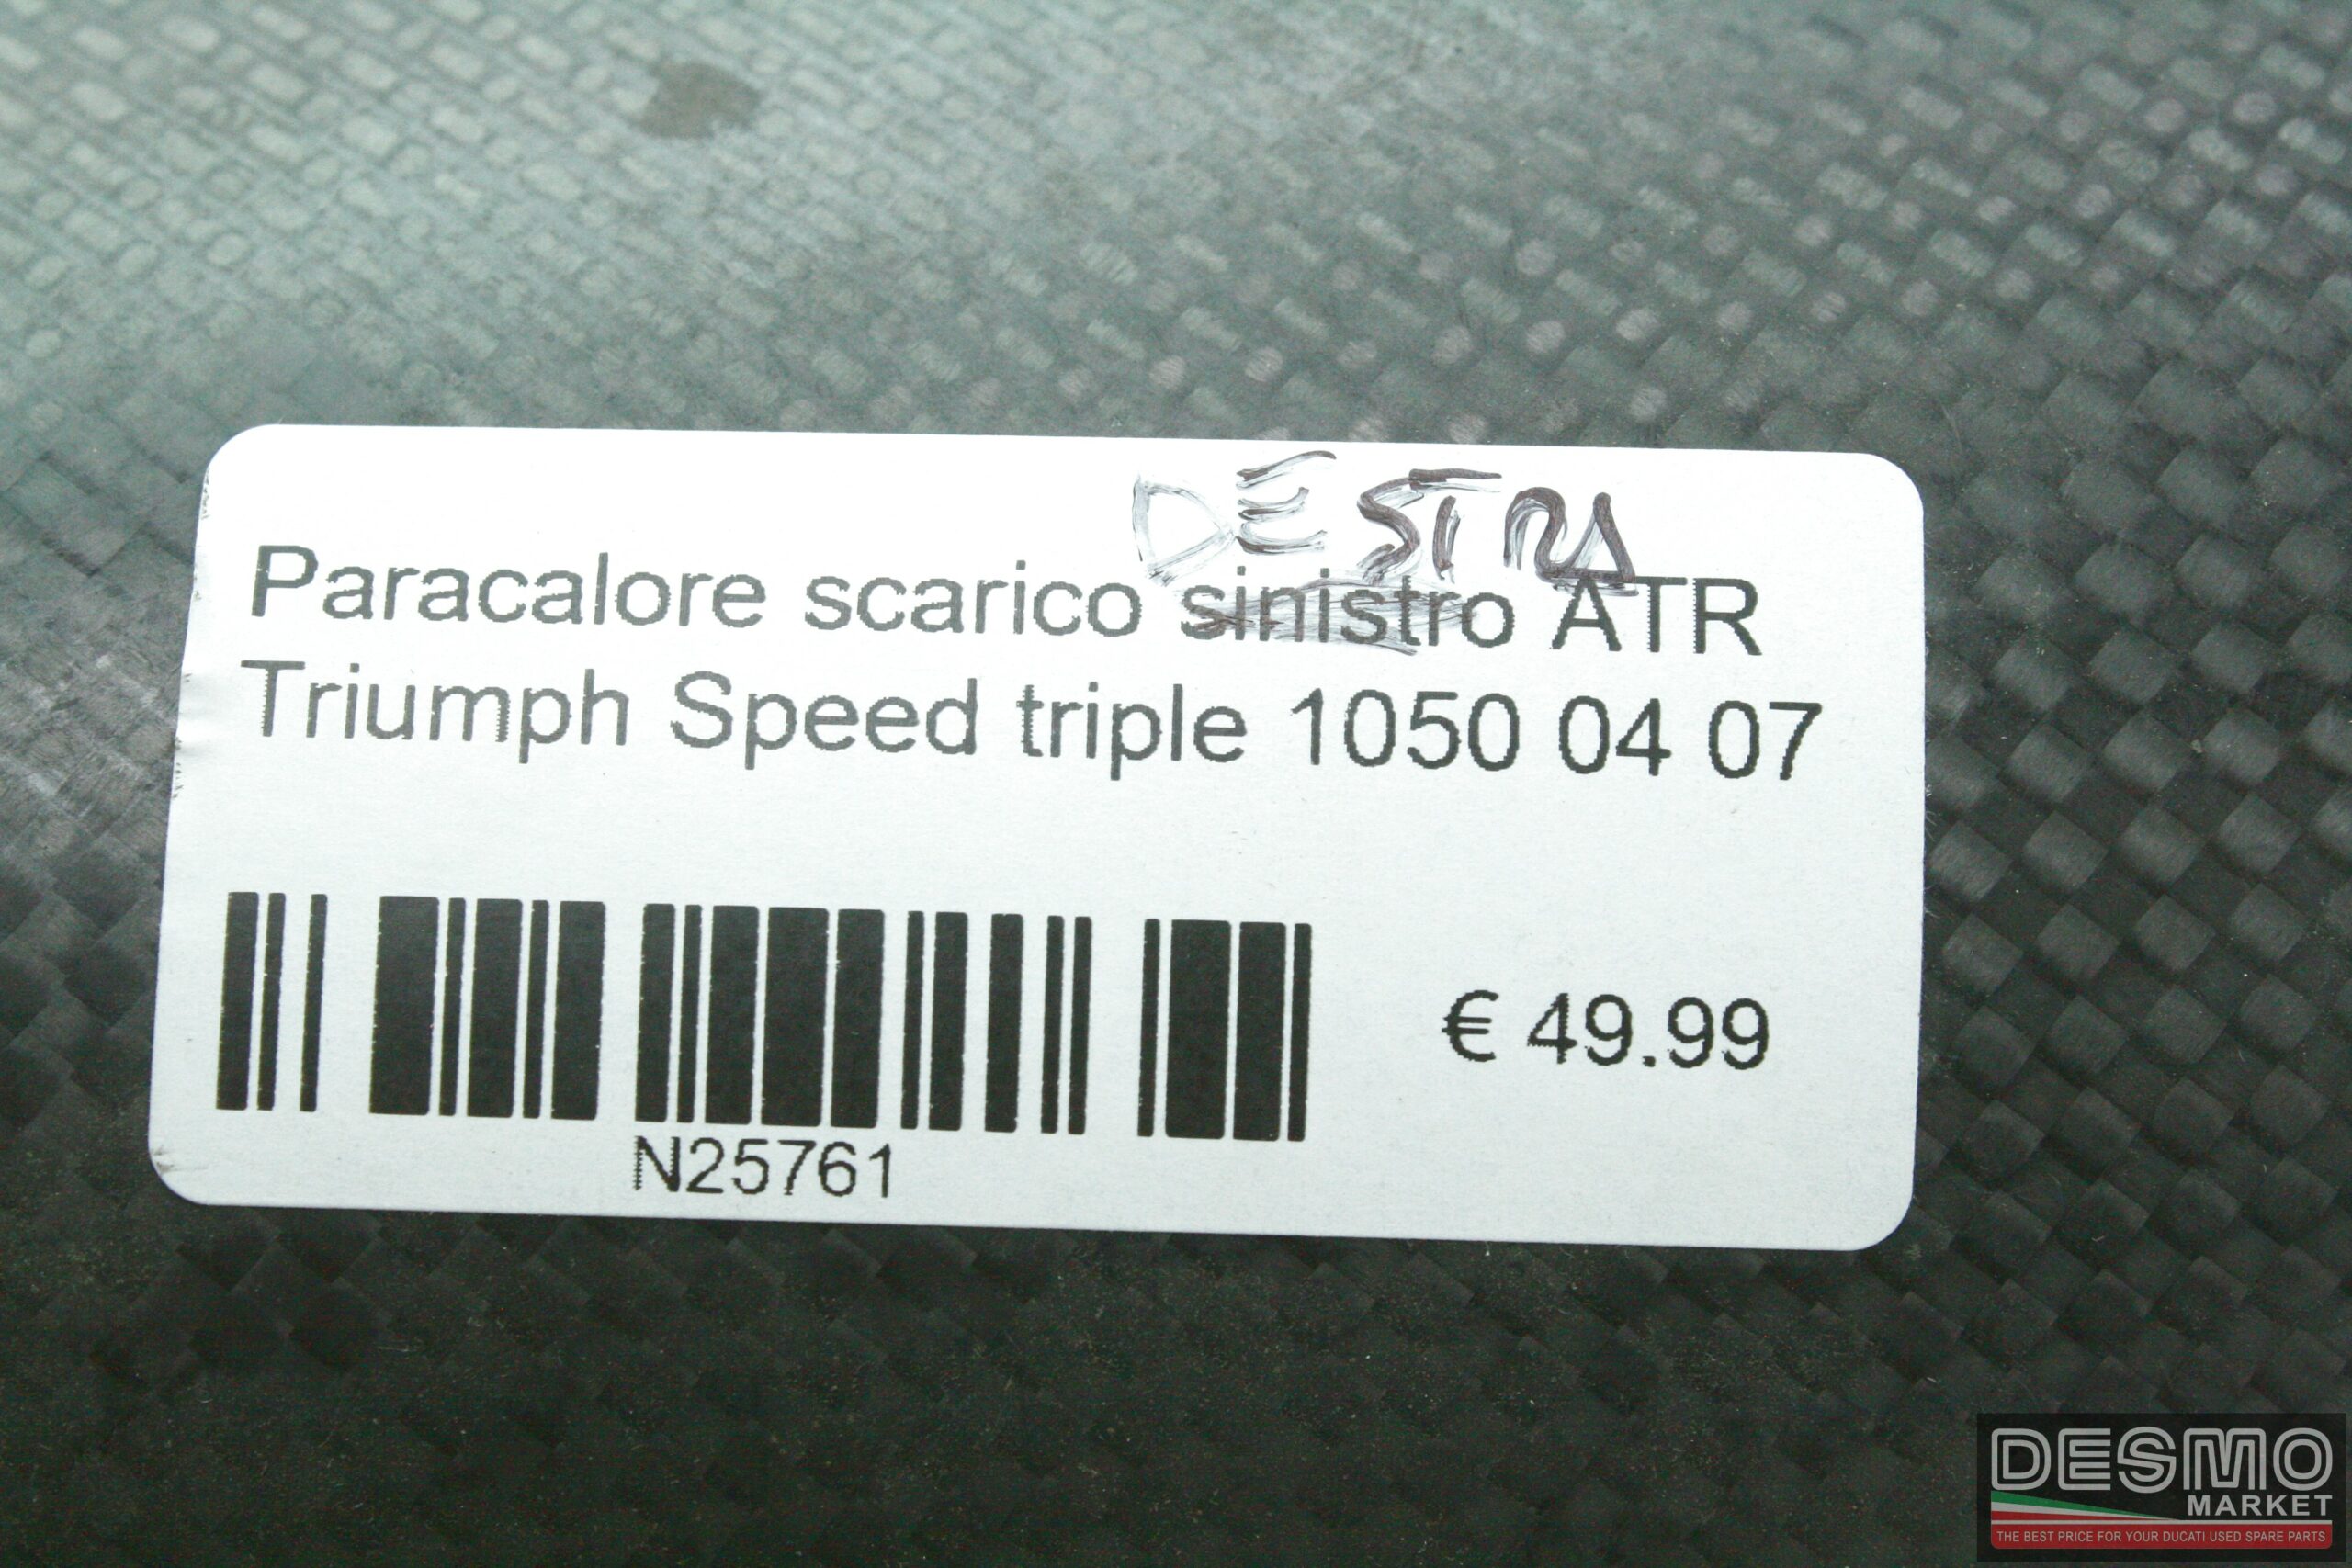 DESTRA
Paracalore scarico sinistro ATR
Triumph Speed triple 1050 04 07
€ 49.99
N25761
DESMO
MARKET
THE BEST PRICE FOR YOUR DUCATI USED SPARE PARTS